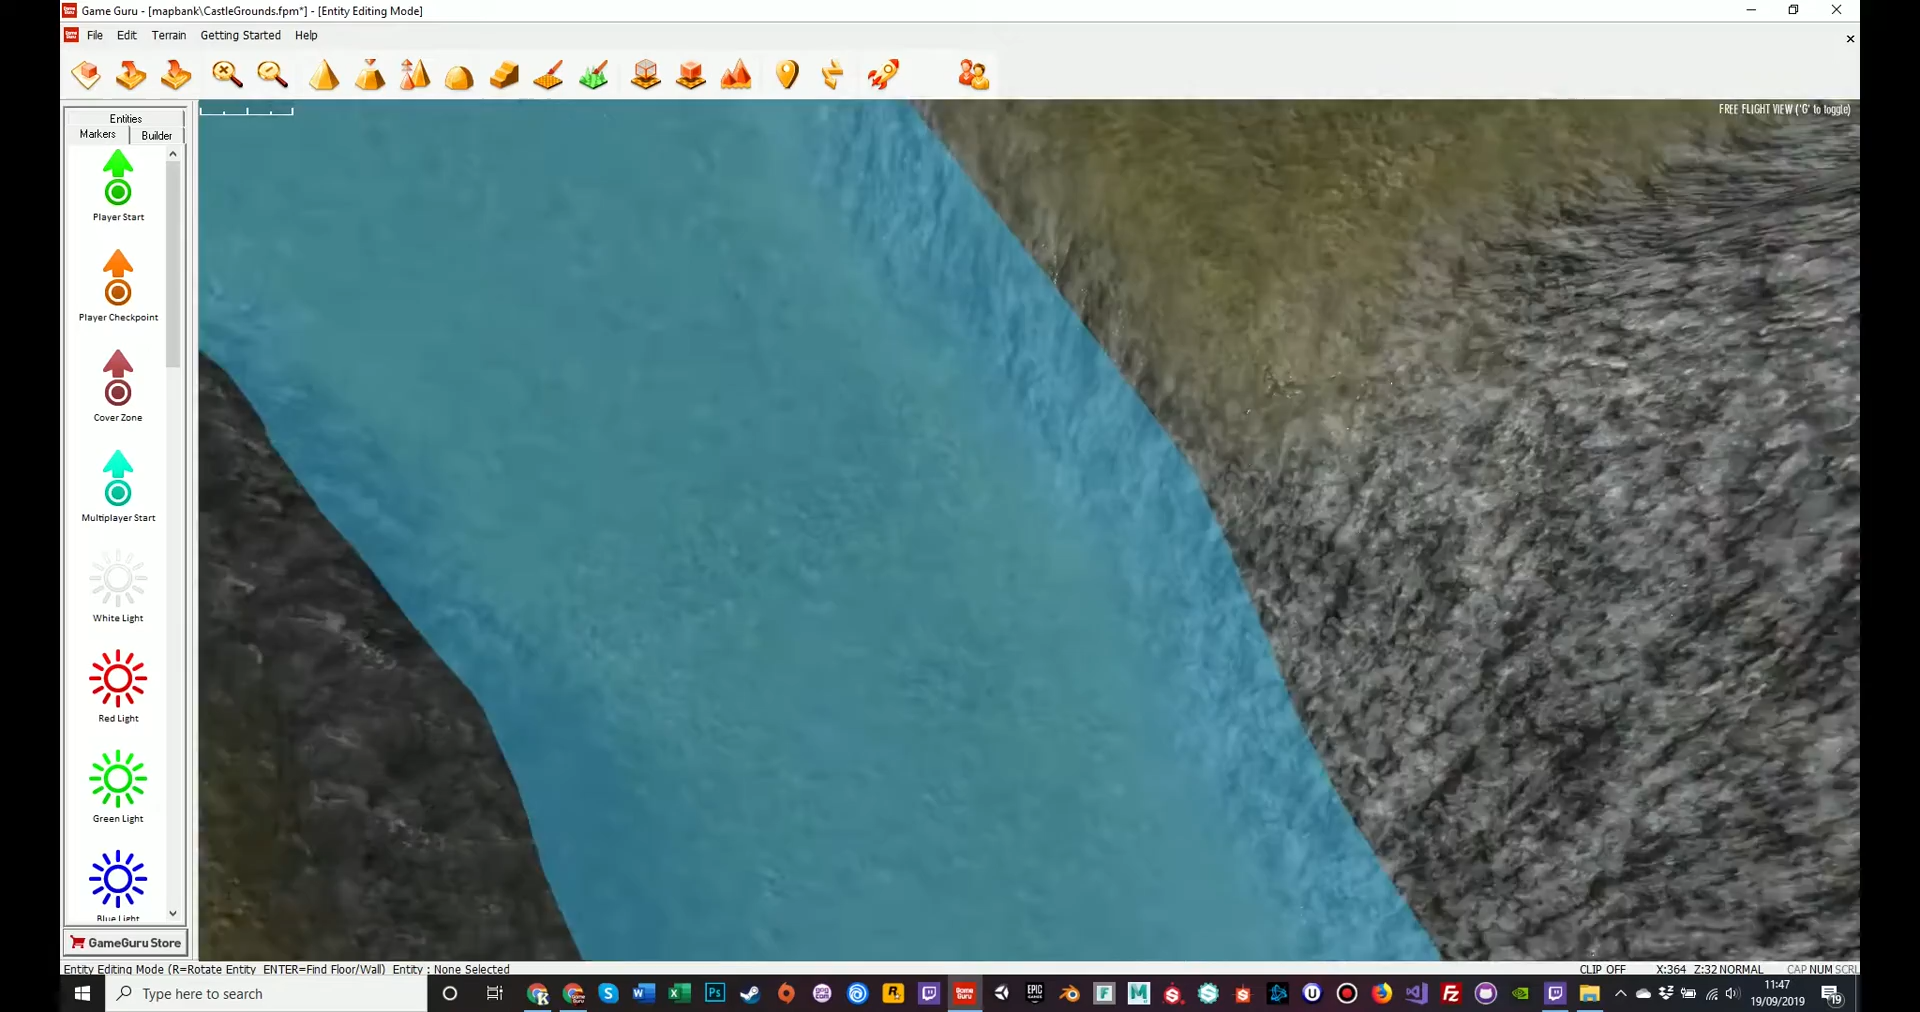 Game Guru - [mapbank\CastleGrounds.fpm*] - [Entity Editing Mode]
File Edit Terrain Getting Started Help
FREE FLIGHT VIEW ('G' to toggle)
Entities
Markers Builder
Player Start
Player Checkpoint
Cover Zone
Multiplayer Start
White Light
Red Light
Green Light
Blue Light
GameGuru Store
Entity Editing Mode (R=Rotate Entity ENTER=Find Floor/Wall) Entity : None Selected
CLIP OFF X:364 Z:32 NORMAL CAP NUM SCRL
Type here to search
11:47
19/09/2019
19